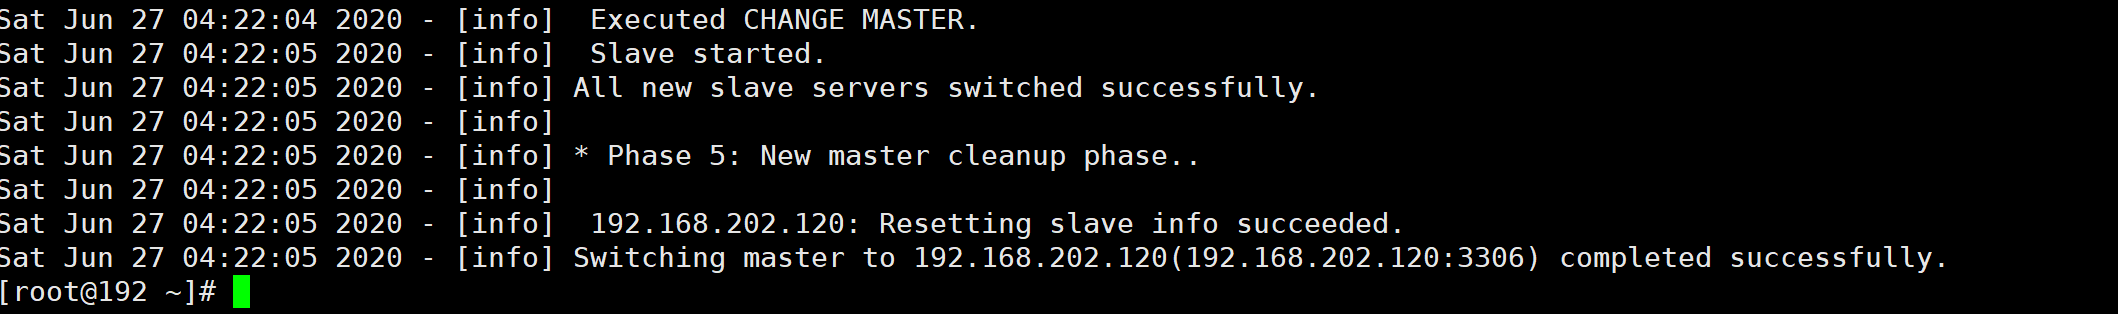 Sat Jun 27 04:22:04 2020 - [info]  Executed CHANGE MASTER.
Sat Jun 27 04:22:05 2020 - [info]  Slave started.
Sat Jun 27 04:22:05 2020 - [info] All new slave servers switched successfully.
Sat Jun 27 04:22:05 2020 - [info]
Sat Jun 27 04:22:05 2020 - [info] * Phase 5: New master cleanup phase..
Sat Jun 27 04:22:05 2020 - [info]
Sat Jun 27 04:22:05 2020 - [info]  192.168.202.120: Resetting slave info succeeded.
Sat Jun 27 04:22:05 2020 - [info] Switching master to 192.168.202.120(192.168.202.120:3306) completed successfully.
[root@192 ~]#